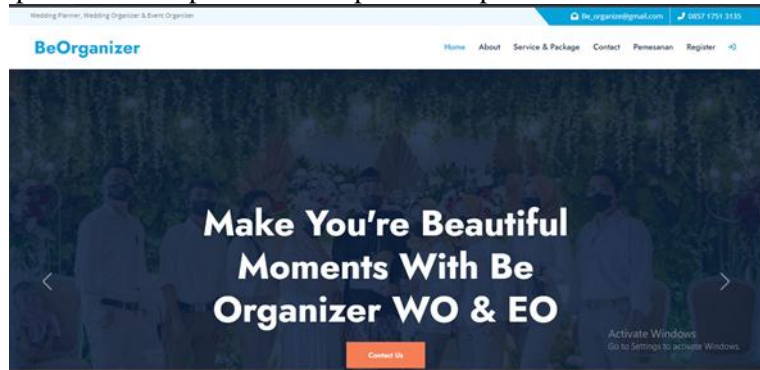 Wedding Planner, Wedding Organizer & Event Organizer
Be_organize@gmail.com 0857 1751 3135
BeOrganizer
Home About Service & Package Contact Pemesanan Register
Make You're Beautiful
Moments With Be
Organizer WO & EO
Contact Us
Activate Windows
Go to Settings to activate Windows.